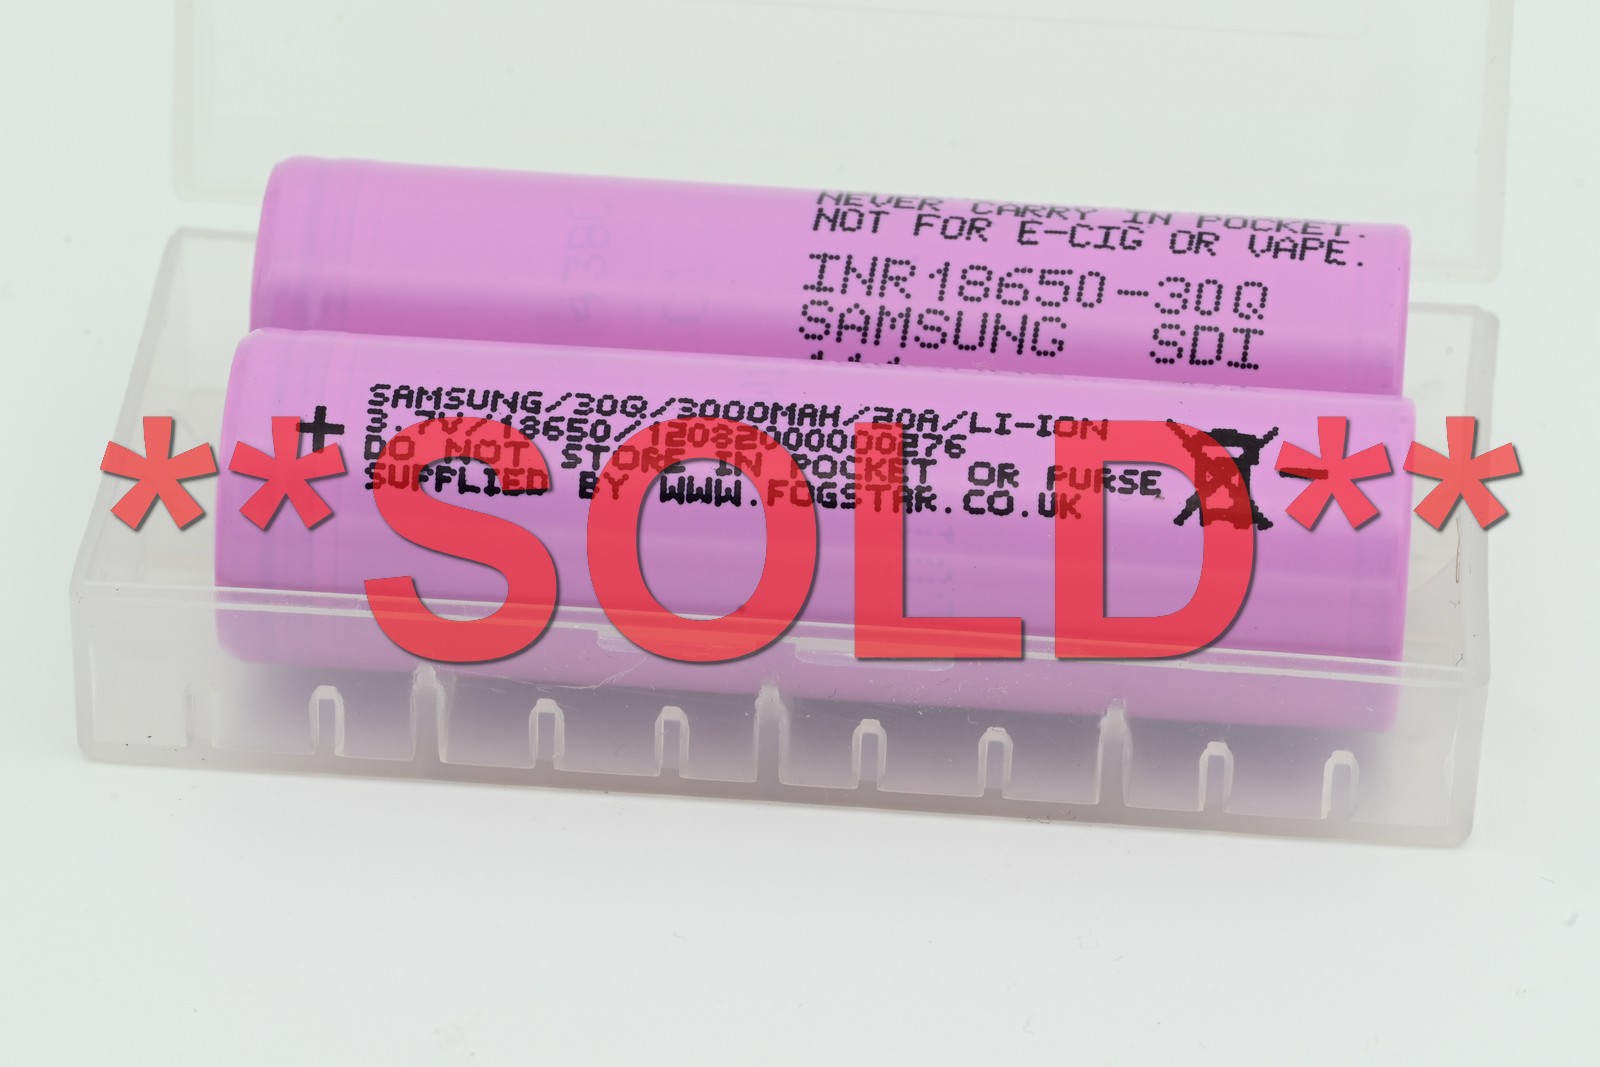 NEVER CARRY IN POCKET.
NOT FOR E-CIG OR VAPE.
INR18650-30Q
SAMSUNG SDI
+ SAMSUNG/30Q/3000MAH/20A/LI-ION -
3.7V/18650/
DO NOT STORE IN POCKET OR PURSE
SUPPLIED BY WWW.FOGSTAR.CO.UK
**SOLD**